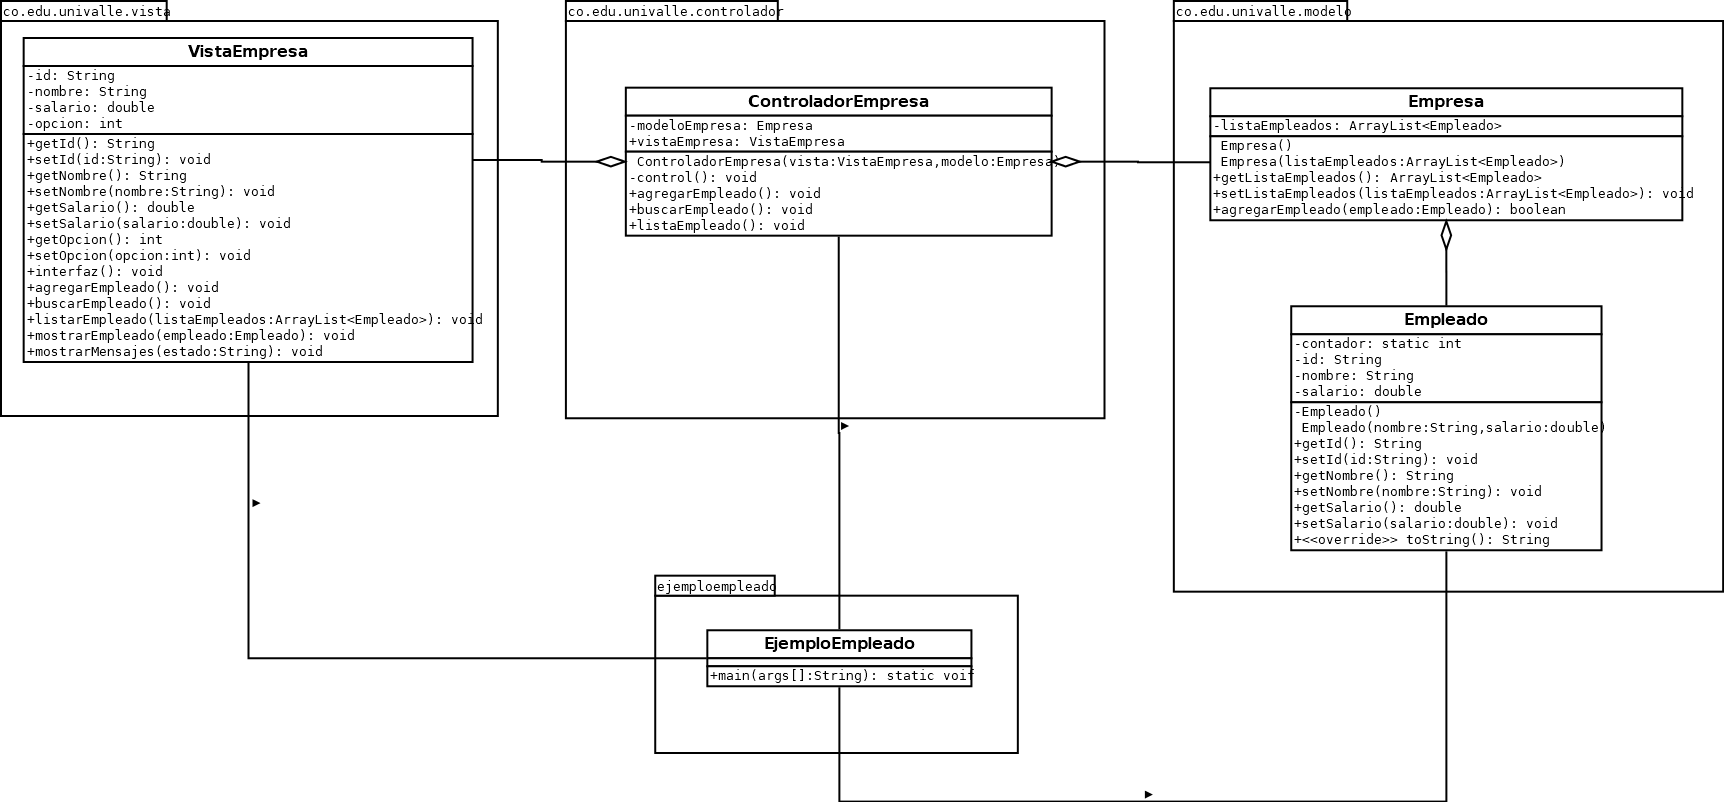 co.edu.univalle.vista
VistaEmpresa
-id: String
-nombre: String
-salario: double
-opcion: int
+getId(): String
+setId(id:String): void
+getNombre(): String
+setNombre(nombre:String): void
+getSalario(): double
+setSalario(salario:double): void
+getOpcion(): int
+setOpcion(opcion:int): void
+interfaz(): void
+agregarEmpleado(): void
+buscarEmpleado(): void
+listarEmpleado(listaEmpleados:ArrayList<Empleado>): void
+mostrarEmpleado(empleado:Empleado): void
+mostrarMensajes(estado:String): void
co.edu.univalle.controlador
ControladorEmpresa
-modeloEmpresa: Empresa
+vistaEmpresa: VistaEmpresa
ControladorEmpresa(vista:VistaEmpresa,modelo:Empresa)
-control(): void
+agregarEmpleado(): void
+buscarEmpleado(): void
+listaEmpleado(): void
co.edu.univalle.modelo
Empresa
-listaEmpleados: ArrayList<Empleado>
Empresa()
Empresa(listaEmpleados:ArrayList<Empleado>)
+getListaEmpleados(): ArrayList<Empleado>
+setListaEmpleados(listaEmpleados:ArrayList<Empleado>): void
+agregarEmpleado(empleado:Empleado): boolean
Empleado
-contador: static int
-id: String
-nombre: String
-salario: double
-Empleado()
Empleado(nombre:String,salario:double)
+getId(): String
+setId(id:String): void
+getNombre(): String
+setNombre(nombre:String): void
+getSalario(): double
+setSalario(salario:double): void
+<<override>> toString(): String
ejemploempleado
EjemploEmpleado
+main(args[]:String): static voif